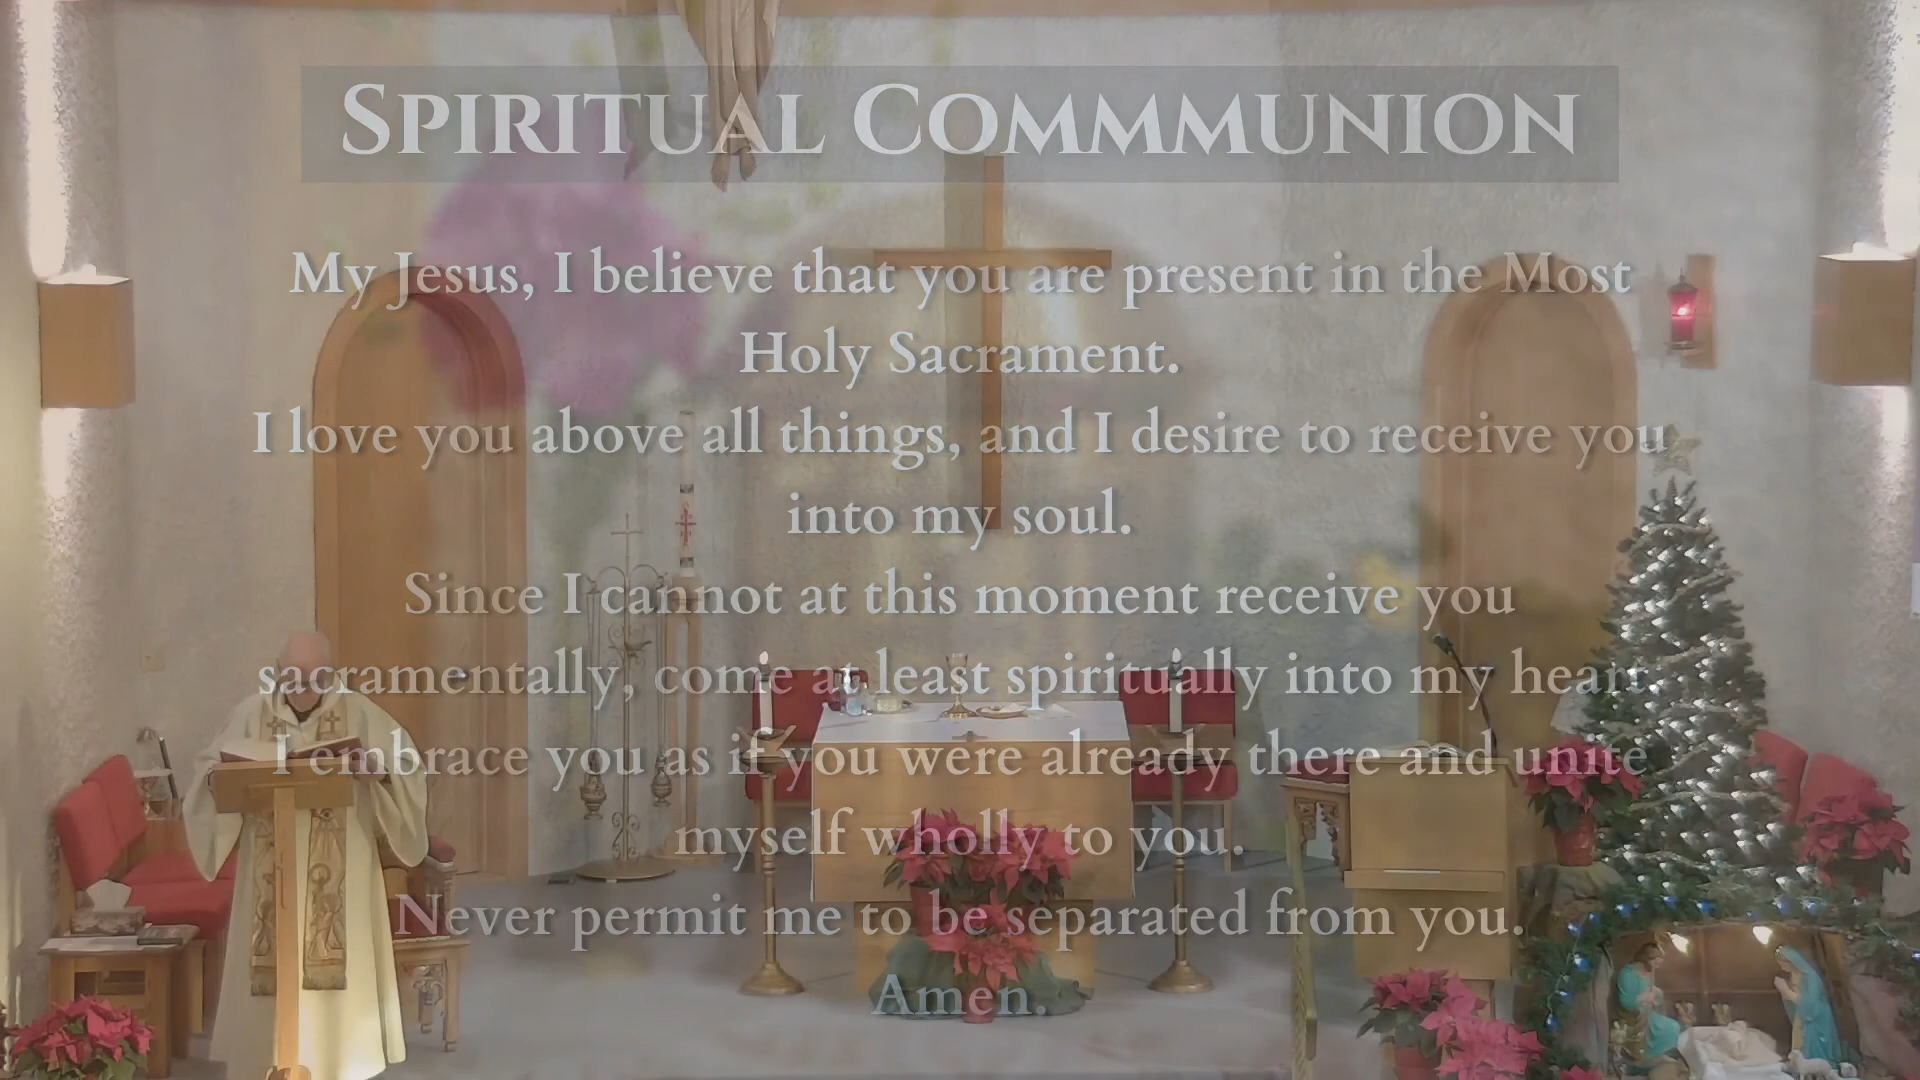 SPIRITUAL COMMMUNION
My Jesus, I believe that you are present in the Most
Holy Sacrament.
I love you above all things, and I desire to receive you
into my soul.
Since I cannot at this moment receive you
sacramentally, come at least spiritually into my heart.
I embrace you as if you were already there and unite
myself wholly to you.
Never permit me to be separated from you.
Amen.